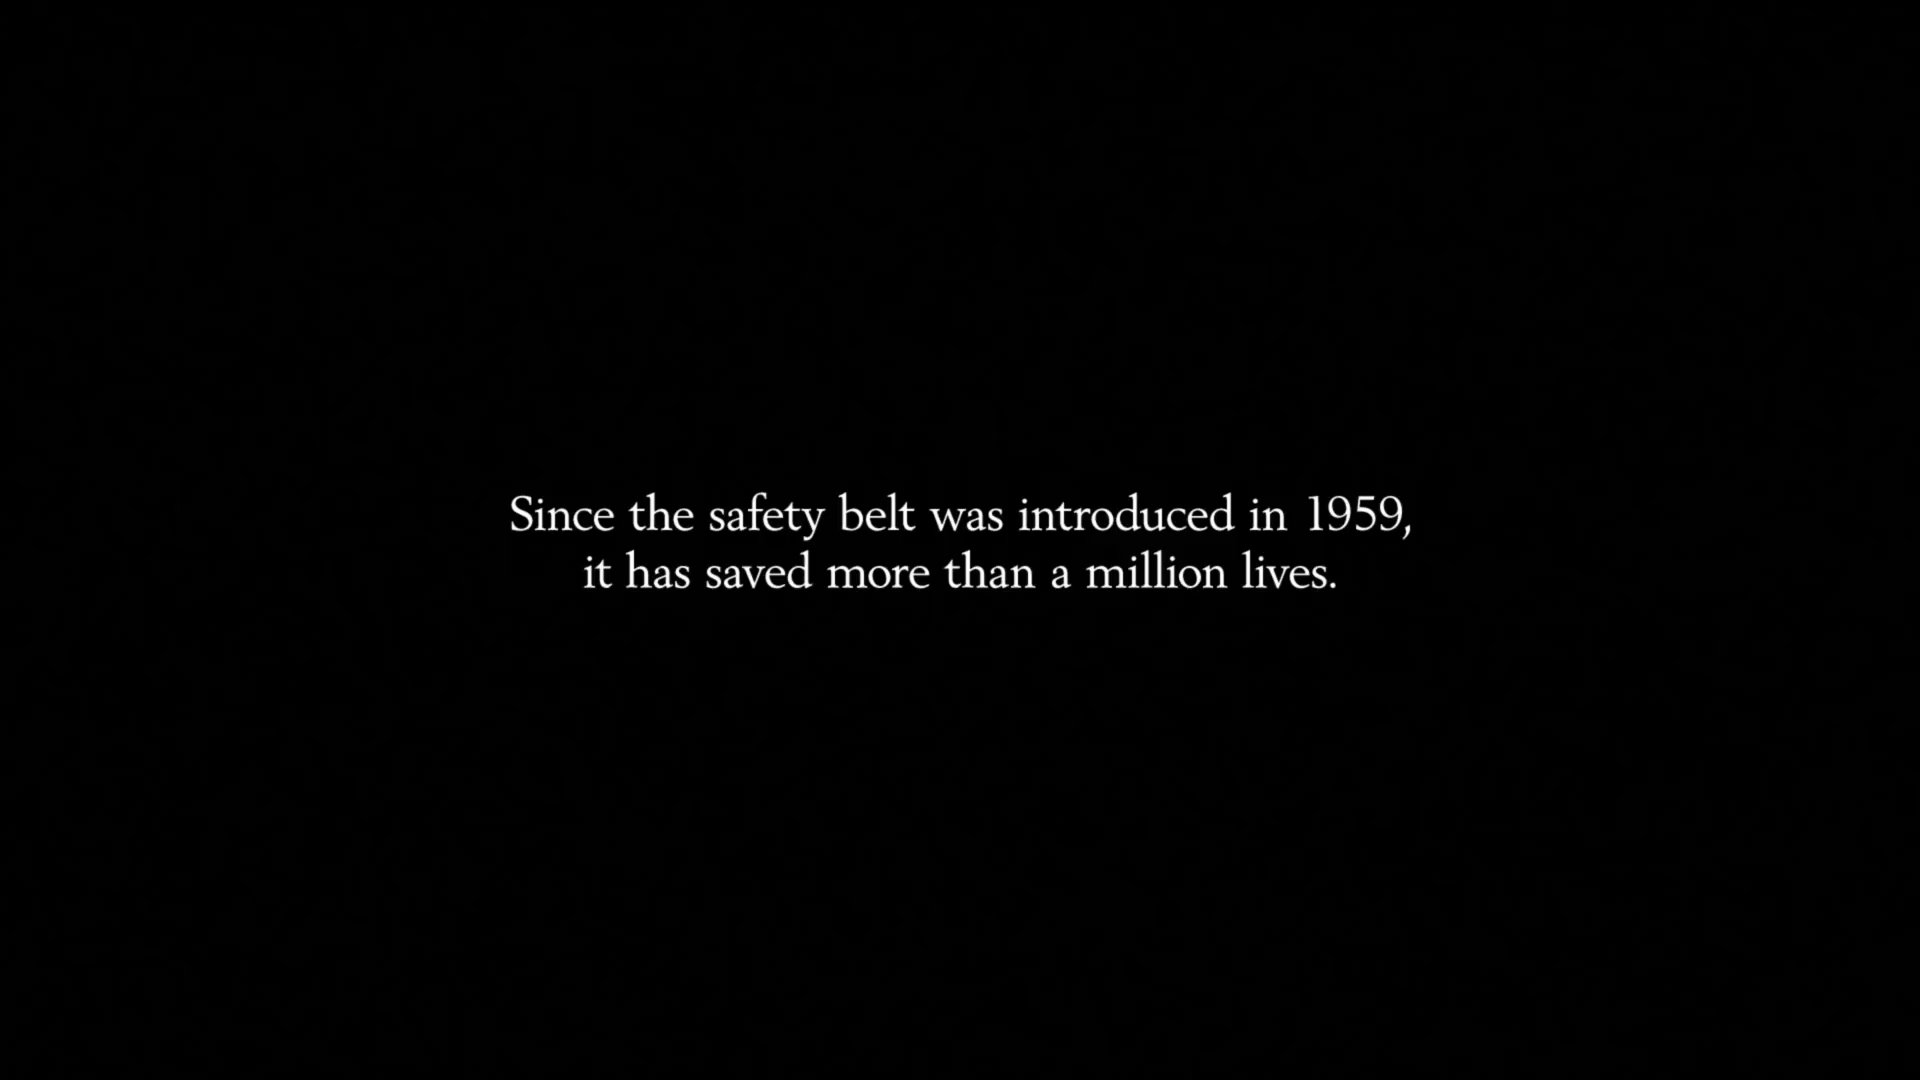 Since the safety belt was introduced in 1959,
it has saved more than a million lives.